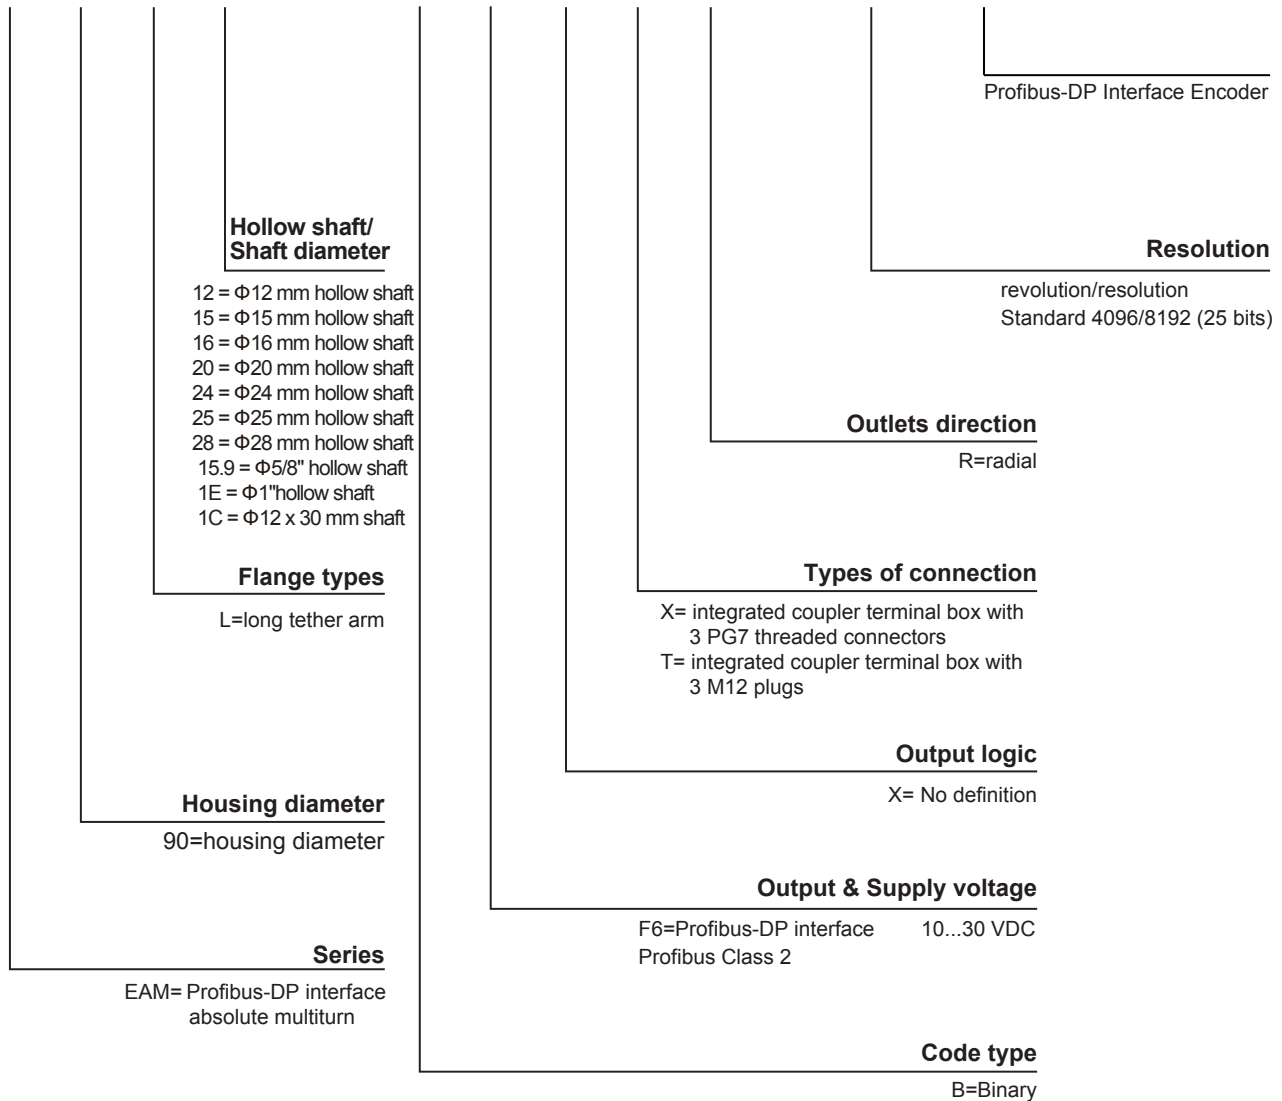 Profibus-DP Interface Encoder
Hollow shaft/
Shaft diameter
12 = Φ12 mm hollow shaft
15 = Φ15 mm hollow shaft
16 = Φ16 mm hollow shaft
20 = Φ20 mm hollow shaft
24 = Φ24 mm hollow shaft
25 = Φ25 mm hollow shaft
28 = Φ28 mm hollow shaft
15.9 = Φ5/8" hollow shaft
1E = Φ1"hollow shaft
1C = Φ12 x 30 mm shaft
Flange types
L=long tether arm
Housing diameter
90=housing diameter
Series
EAM= Profibus-DP interface
absolute multiturn
Resolution
revolution/resolution
Standard 4096/8192 (25 bits)
Outlets direction
R=radial
Types of connection
X= integrated coupler terminal box with
3 PG7 threaded connectors
T= integrated coupler terminal box with
3 M12 plugs
Output logic
X= No definition
Output & Supply voltage
F6=Profibus-DP interface 10...30 VDC
Profibus Class 2
Code type
B=Binary